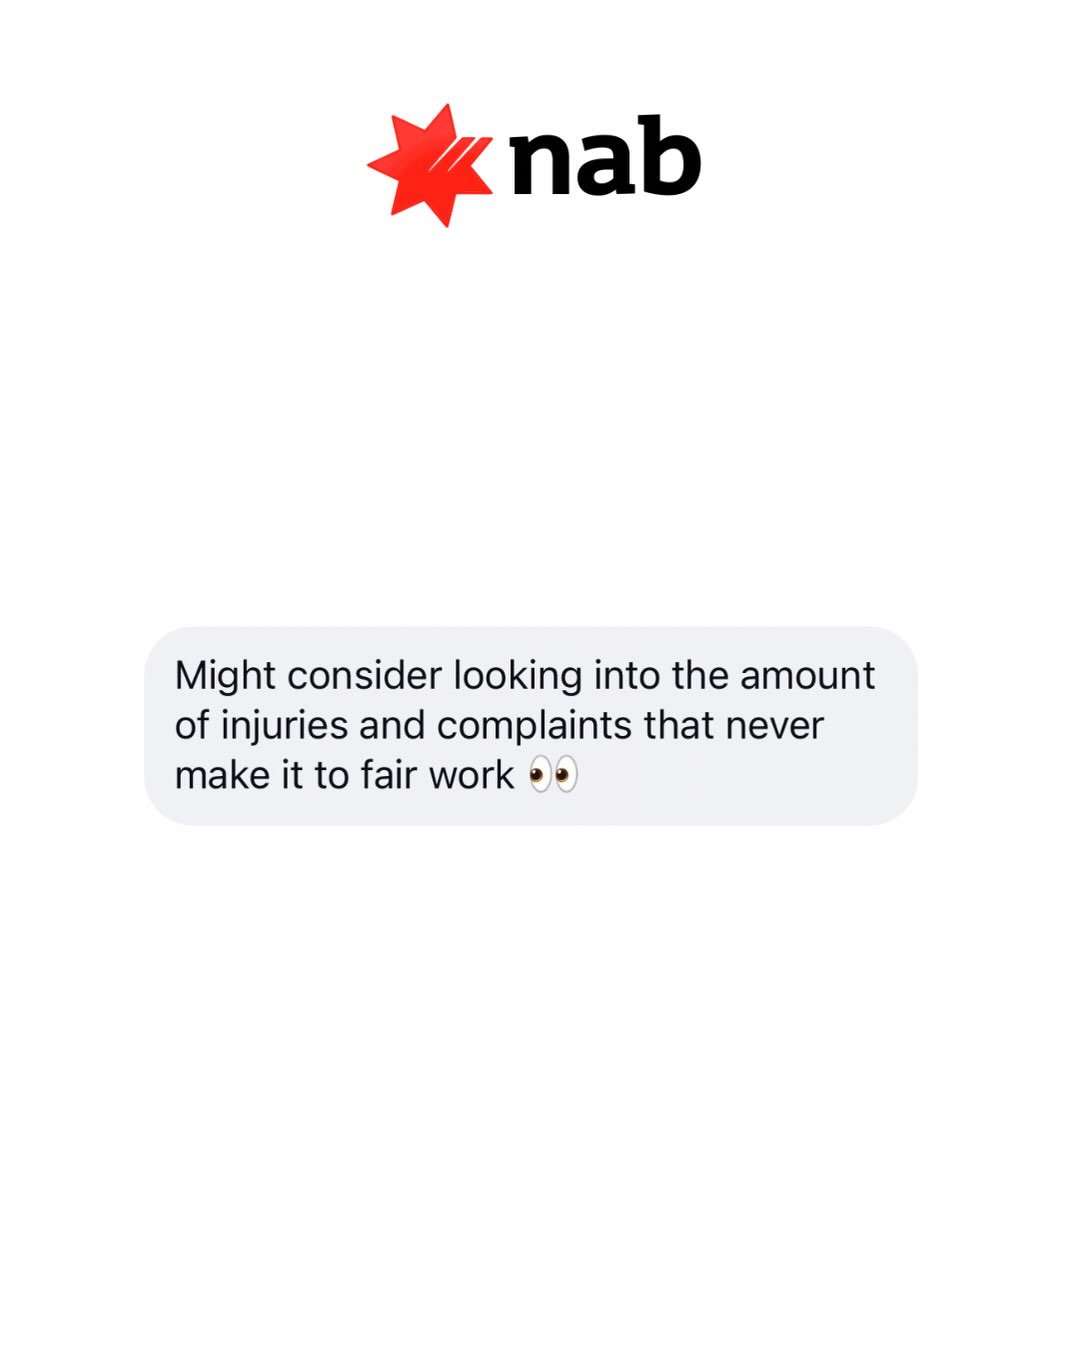 nab
Might consider looking into the amount
of injuries and complaints that never
make it to fair work 👀